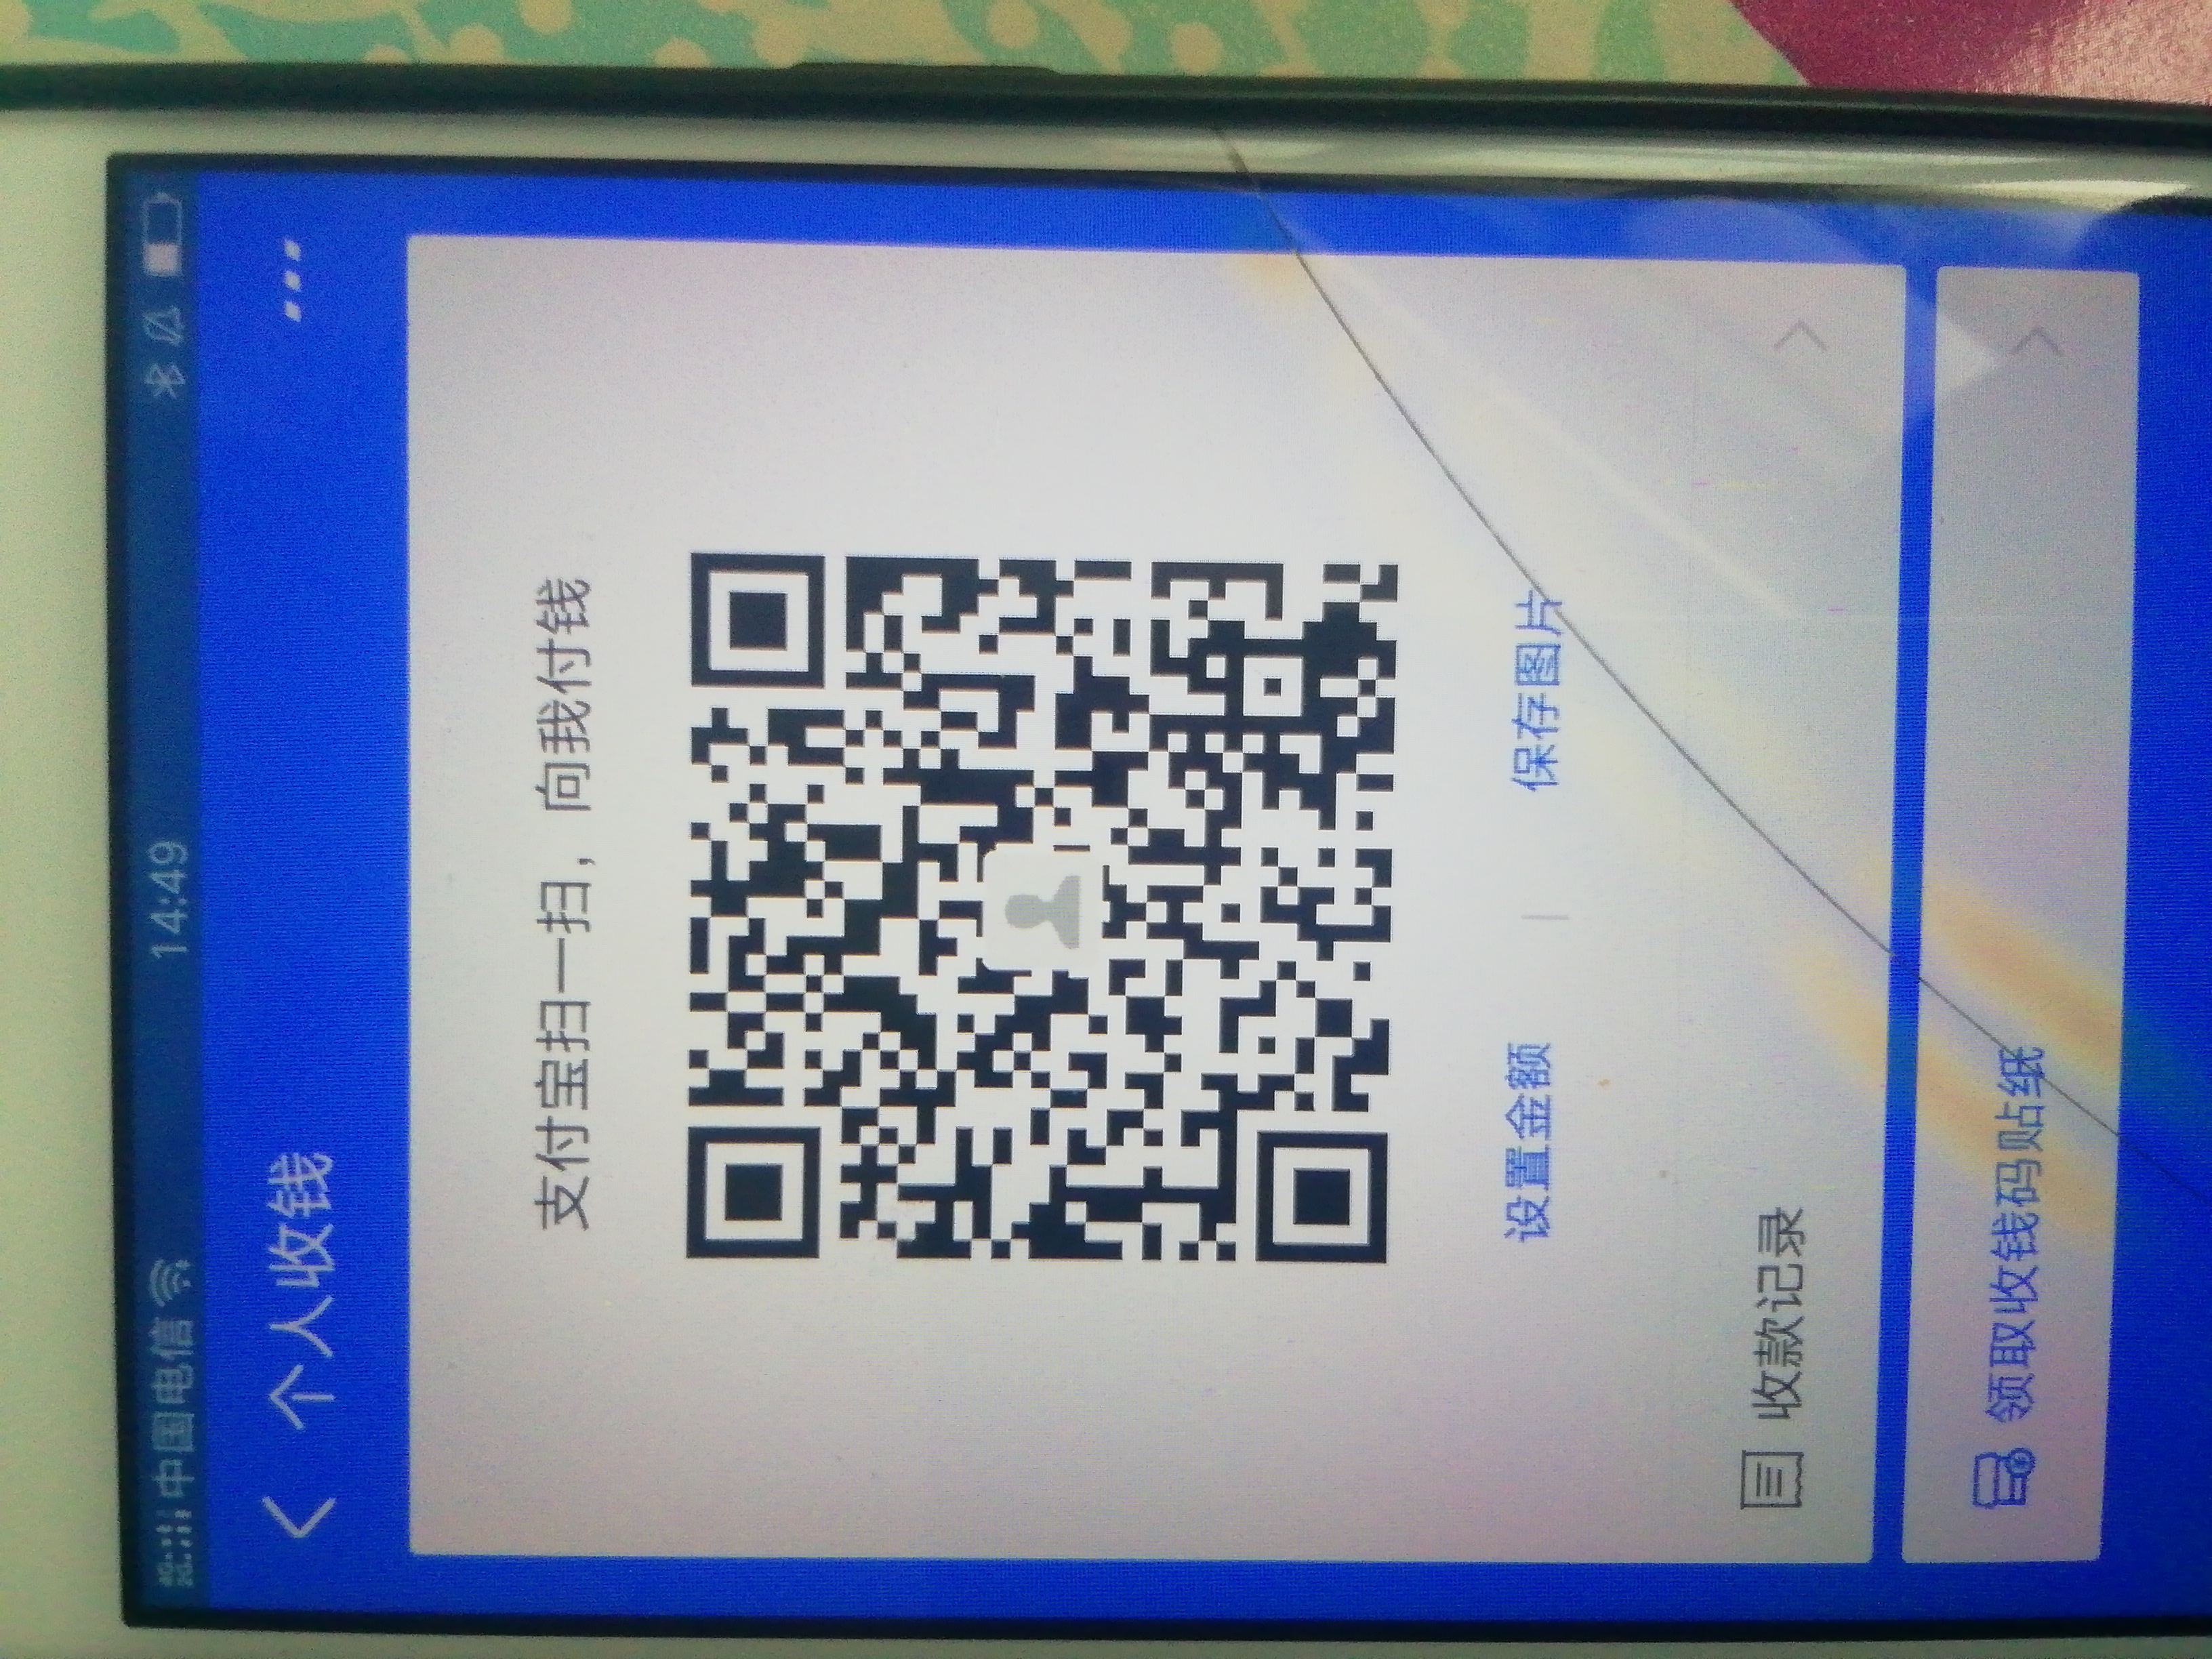 4G 2G 中国电信 14:49
个人收钱
支付宝扫一扫，向我付钱
设置金额 | 保存图片
收款记录
领取收钱码贴纸